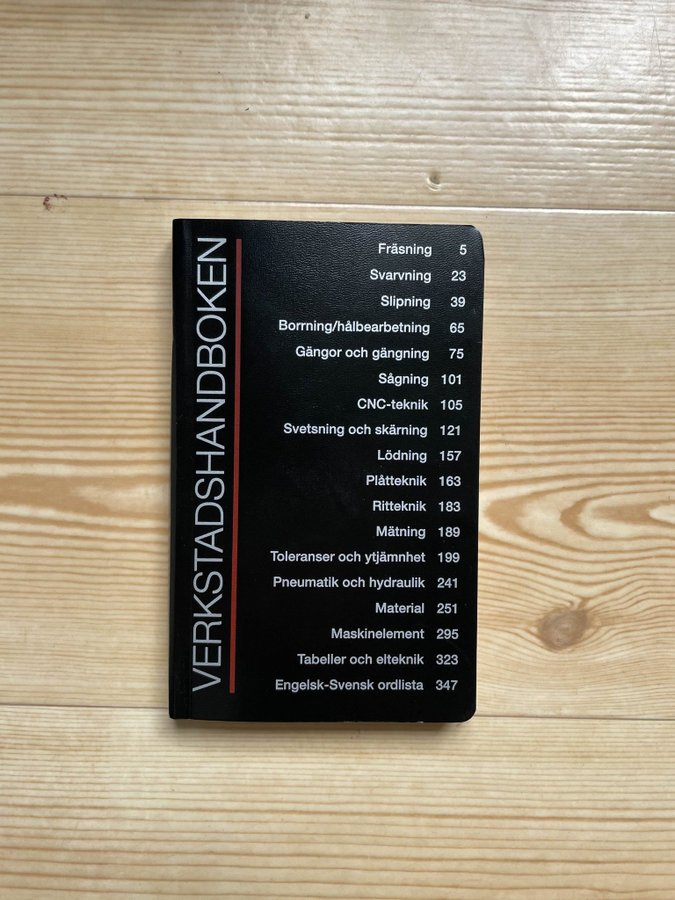 VERKSTADSHANDBOKEN
Fräsning 5
Svarvning 23
Slipning 39
Borrning/hålbearbetning 65
Gängor och gängning 75
Sågning 101
CNC-teknik 105
Svetsning och skärning 121
Lödning 157
Plåtteknik 163
Ritteknik 183
Mätning 189
Toleranser och ytjämnhet 199
Pneumatik och hydraulik 241
Material 251
Maskinelement 295
Tabeller och elteknik 323
Engelsk-Svensk ordlista 347